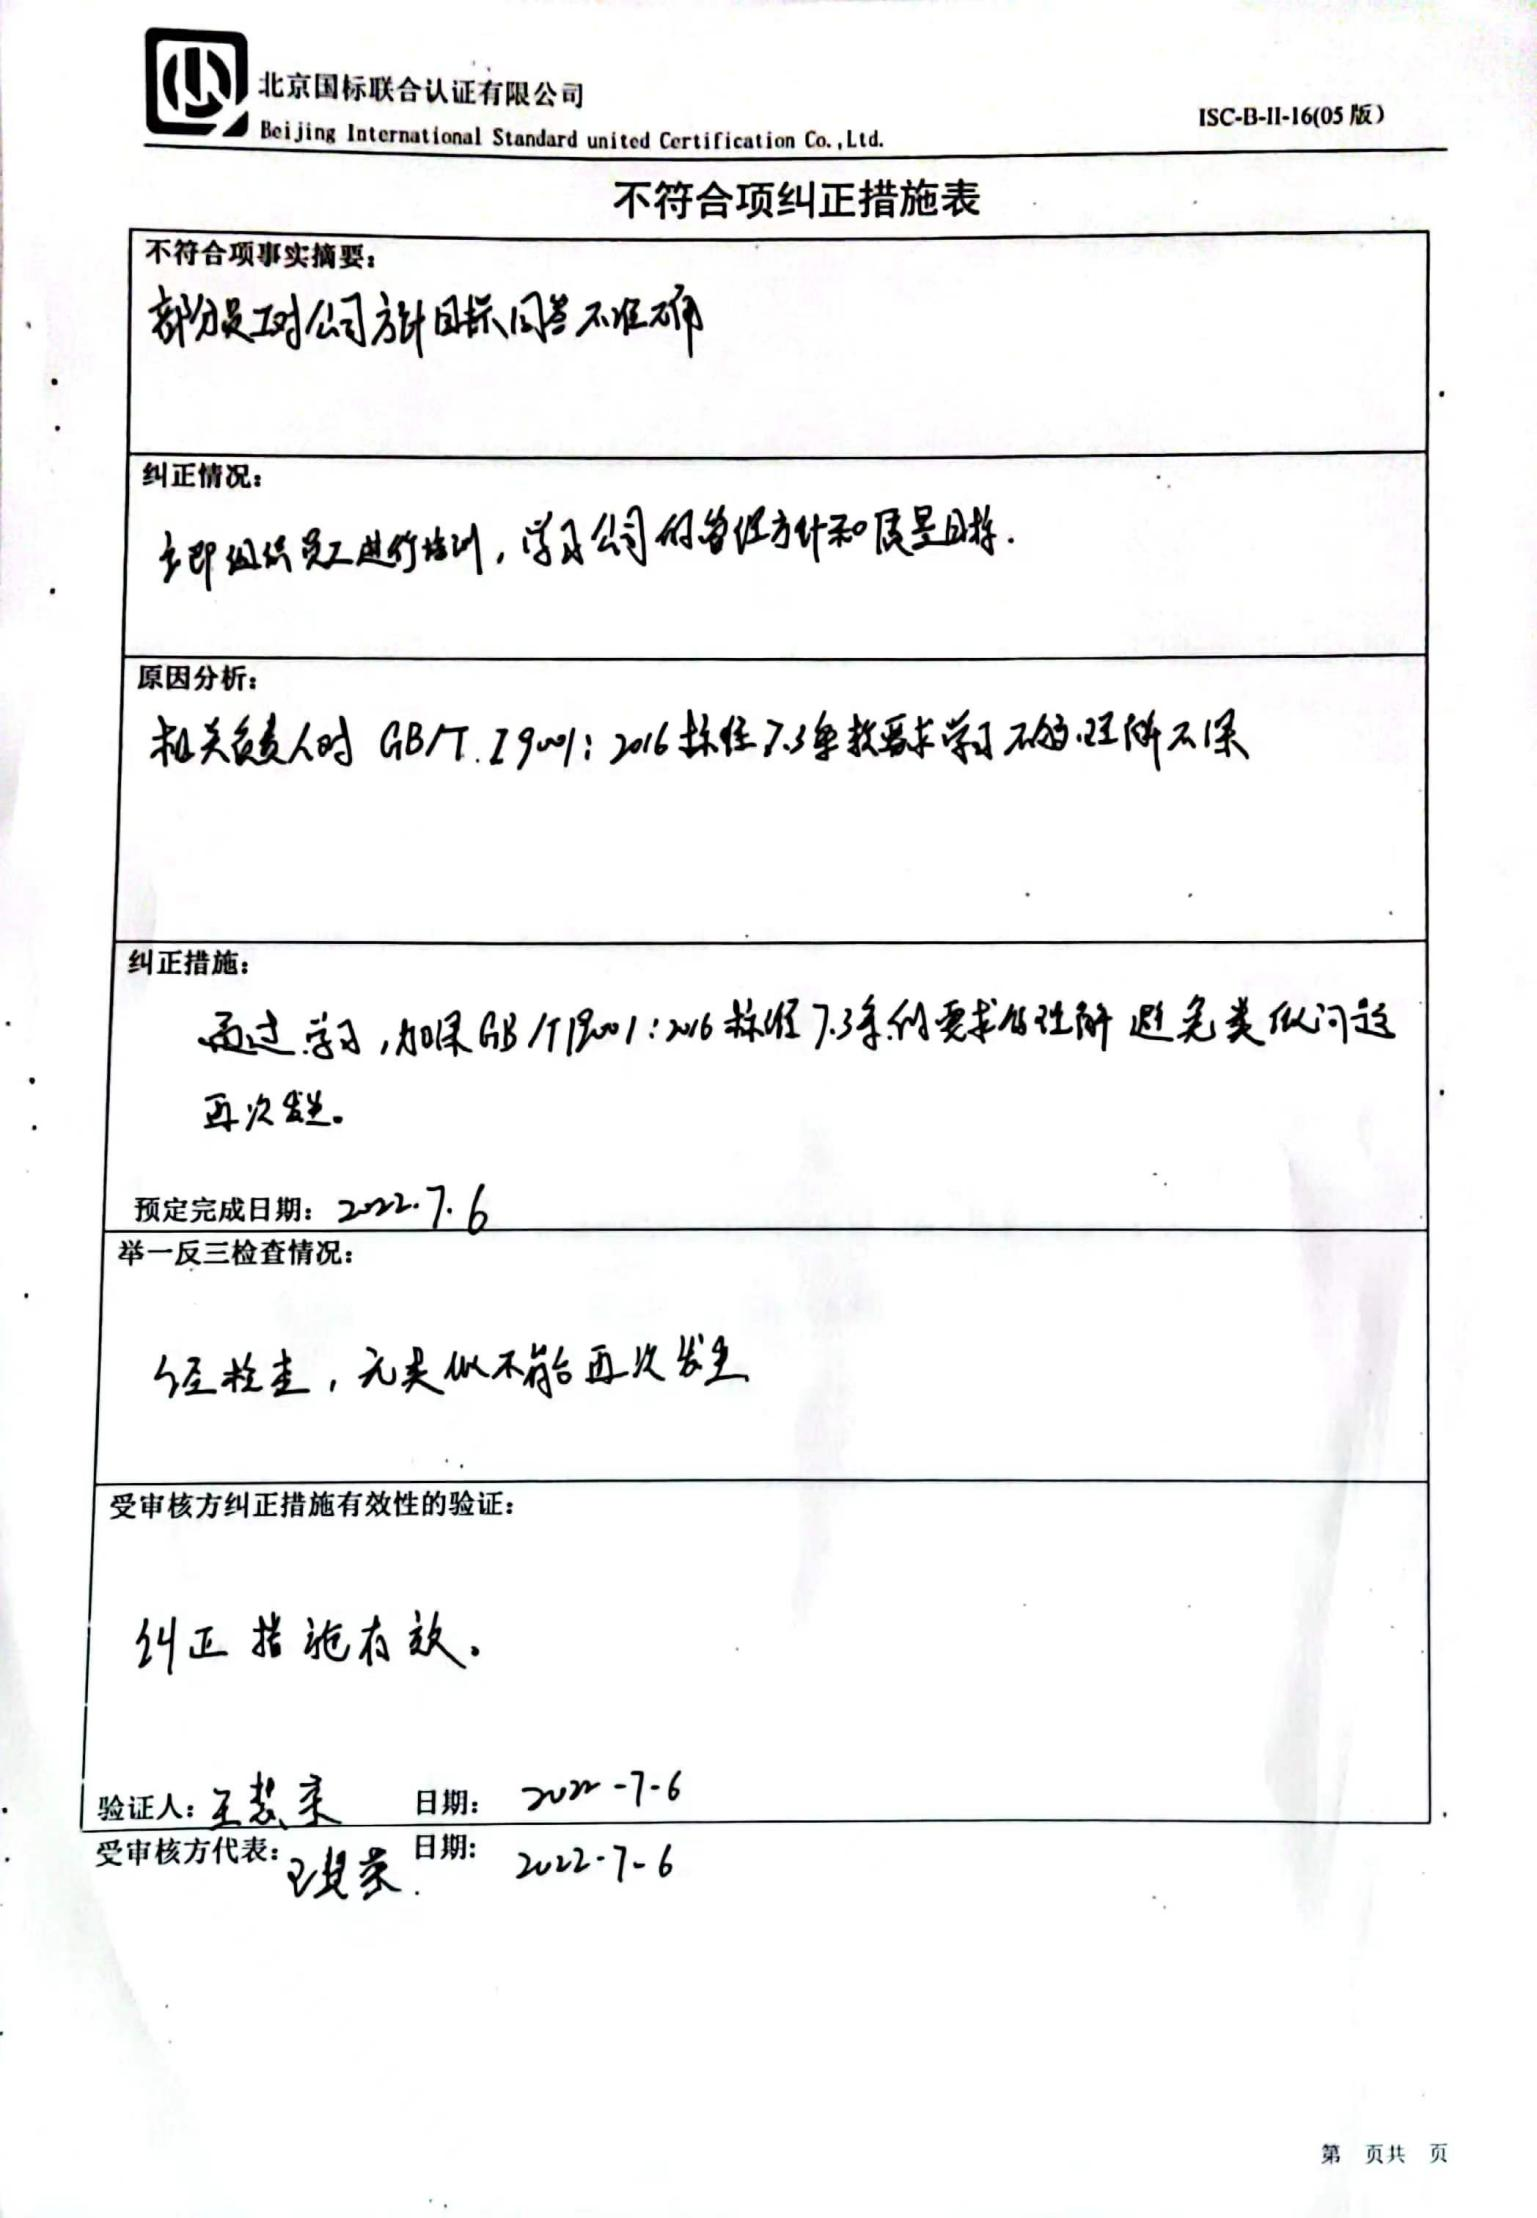 北京国标联合认证有限公司
Beijing International Standard united Certification Co.,Ltd.
ISC-B-II-16(05版)
不符合项纠正措施表
不符合项事实摘要:
部分员工对公司方针目标回答不准确
纠正情况:
立即组织员工进行培训，学习公司的管理方针和质量目标.
原因分析:
相关负责人对 GB/T.I9001:2016标准7.3条款要求学习不够理解不深
纠正措施:
通过学习,加深GB/T19001:2016标准7.3条的要求的理解 避免类似问题
再次发生。
预定完成日期: 2022.7.6
举一反三检查情况:
经检查，无类似不符合再次发生
受审核方纠正措施有效性的验证:
纠正措施有效。
验证人: 王 日期: 2022-7-6
受审核方代表: 王 日期: 2022-7-6
第 页共 页